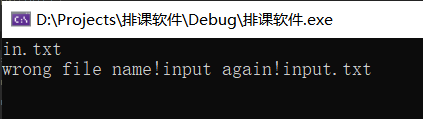 D:\Projects\排课软件\Debug\排课软件.exe
in.txt
wrong file name!input again!input.txt